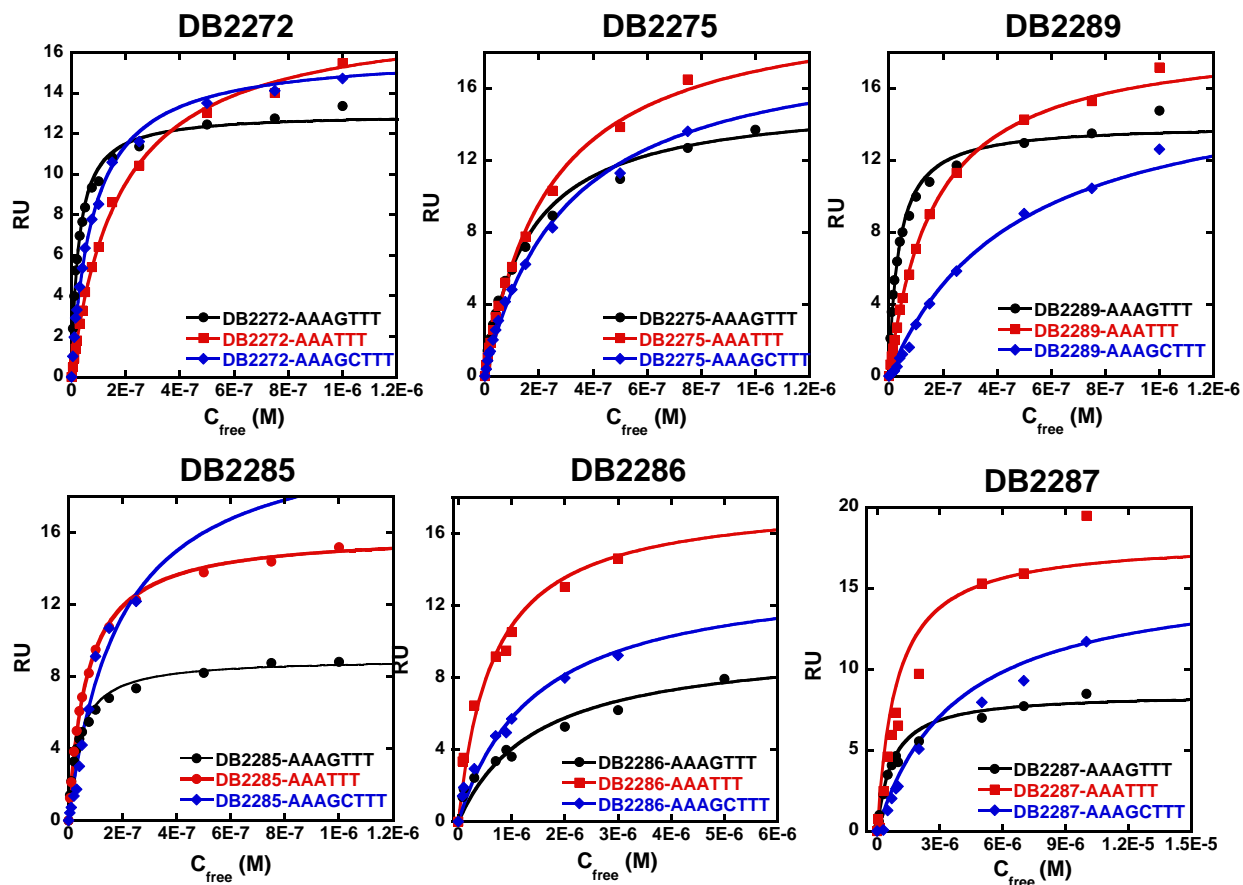 DB2272
DB2275
DB2289
RU
16
14
12
10
8
6
4
2
0
DB2272-AAAGTTT
DB2272-AAATTT
DB2272-AAAGCTTT
0 2E-7 4E-7 6E-7 8E-7 1E-6 1.2E-6
Cfree (M)
RU
16
12
8
4
0
DB2275-AAAGTTT
DB2275-AAATTT
DB2275-AAAGCTTT
0 2E-7 4E-7 6E-7 8E-7 1E-6 1.2E-6
Cfree (M)
RU
16
12
8
4
0
DB2289-AAAGTTT
DB2289-AAATTT
DB2289-AAAGCTTT
0 2E-7 4E-7 6E-7 8E-7 1E-6 1.2E-6
Cfree (M)
DB2285
DB2286
DB2287
RU
16
12
8
4
0
DB2285-AAAGTTT
DB2285-AAATTT
DB2285-AAAGCTTT
0 2E-7 4E-7 6E-7 8E-7 1E-6 1.2E-6
Cfree (M)
RU
16
12
8
4
0
DB2286-AAAGTTT
DB2286-AAATTT
DB2286-AAAGCTTT
0 1E-6 2E-6 3E-6 4E-6 5E-6 6E-6
Cfree (M)
RU
20
15
10
5
0
DB2287-AAAGTTT
DB2287-AAATTT
DB2287-AAAGCTTT
0 3E-6 6E-6 9E-6 1.2E-5 1.5E-5
Cfree (M)